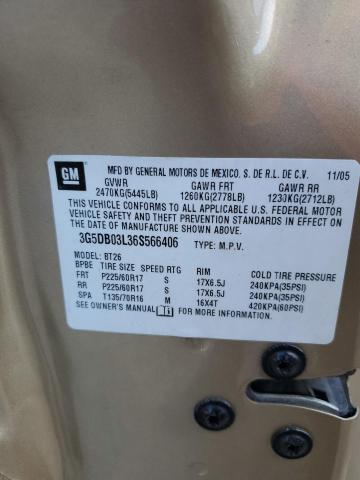 GM
MFD BY GENERAL MOTORS DE MEXICO, S. DE R.L. DE C.V. 11/05
GVWR GAWR FRT GAWR RR
2470KG(5445LB) 1260KG(2778LB) 1230KG(2712LB)
THIS VEHICLE CONFORMS TO ALL APPLICABLE U.S. FEDERAL MOTOR
VEHICLE SAFETY AND THEFT PREVENTION STANDARDS IN EFFECT ON
THE DATE OF MANUFACTURE SHOWN ABOVE.
3G5DB03L36S566406 TYPE: M.P.V.
MODEL: BT26
BPBE TIRE SIZE SPEED RTG RIM COLD TIRE PRESSURE
FRT P225/60R17 S 17X6.5J 240KPA(35PSI)
RR P225/60R17 S 17X6.5J 240KPA(35PSI)
SPA T135/70R16 M 16X4T 420KPA(60PSI)
SEE OWNER'S MANUAL FOR MORE INFORMATION.